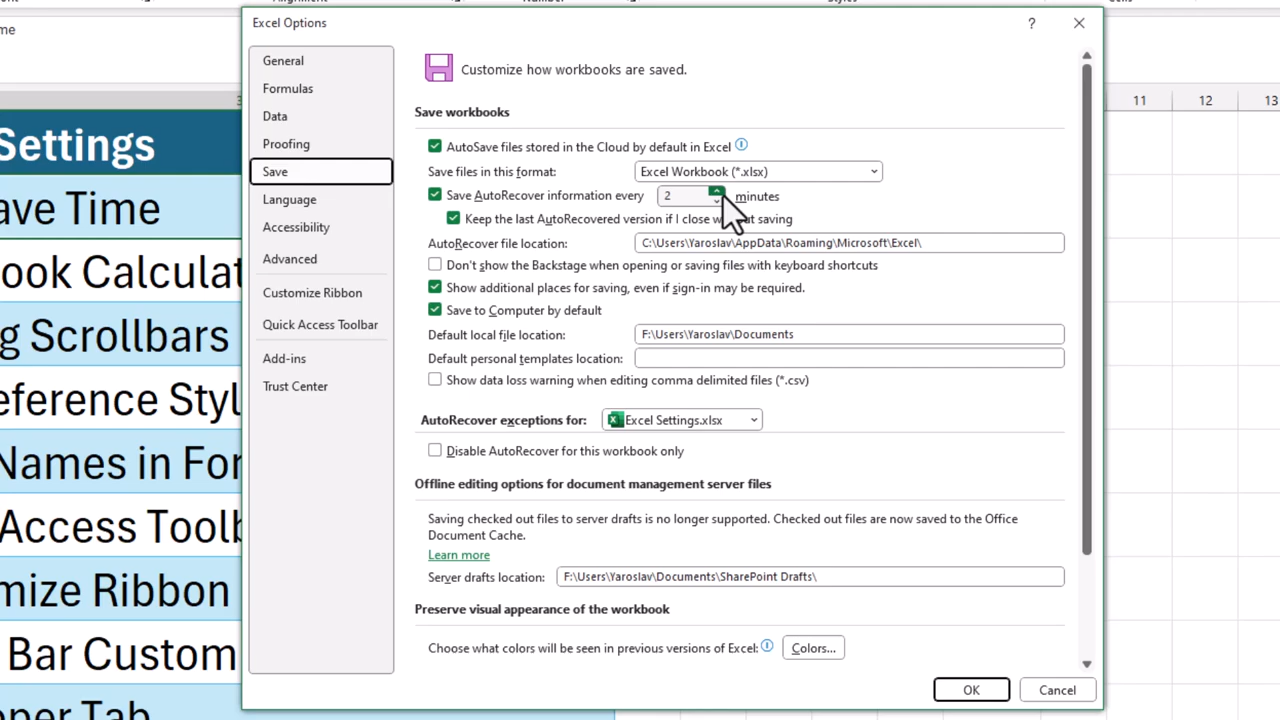 me
Excel Options
?
Settings
ave Time
ook Calculat
g Scrollbars
eference Styl
Names in For
Access Toolb
mize Ribbon
Bar Custom
oper Tab
General
Formulas
Data
Proofing
Save
Language
Accessibility
Advanced
Customize Ribbon
Quick Access Toolbar
Add-ins
Trust Center
Customize how workbooks are saved.
Save workbooks
AutoSave files stored in the Cloud by default in Excel
Save files in this format: Excel Workbook (*.xlsx)
Save AutoRecover information every 2 minutes
Keep the last AutoRecovered version if I close without saving
AutoRecover file location: C:\Users\Yaroslav\AppData\Roaming\Microsoft\Excel\
Don't show the Backstage when opening or saving files with keyboard shortcuts
Show additional places for saving, even if sign-in may be required.
Save to Computer by default
Default local file location: F:\Users\Yaroslav\Documents
Default personal templates location:
Show data loss warning when editing comma delimited files (*.csv)
AutoRecover exceptions for: Excel Settings.xlsx
Disable AutoRecover for this workbook only
Offline editing options for document management server files
Saving checked out files to server drafts is no longer supported. Checked out files are now saved to the Office
Document Cache.
Learn more
Server drafts location: F:\Users\Yaroslav\Documents\SharePoint Drafts\
Preserve visual appearance of the workbook
Choose what colors will be seen in previous versions of Excel: Colors...
OK Cancel
11 12 13